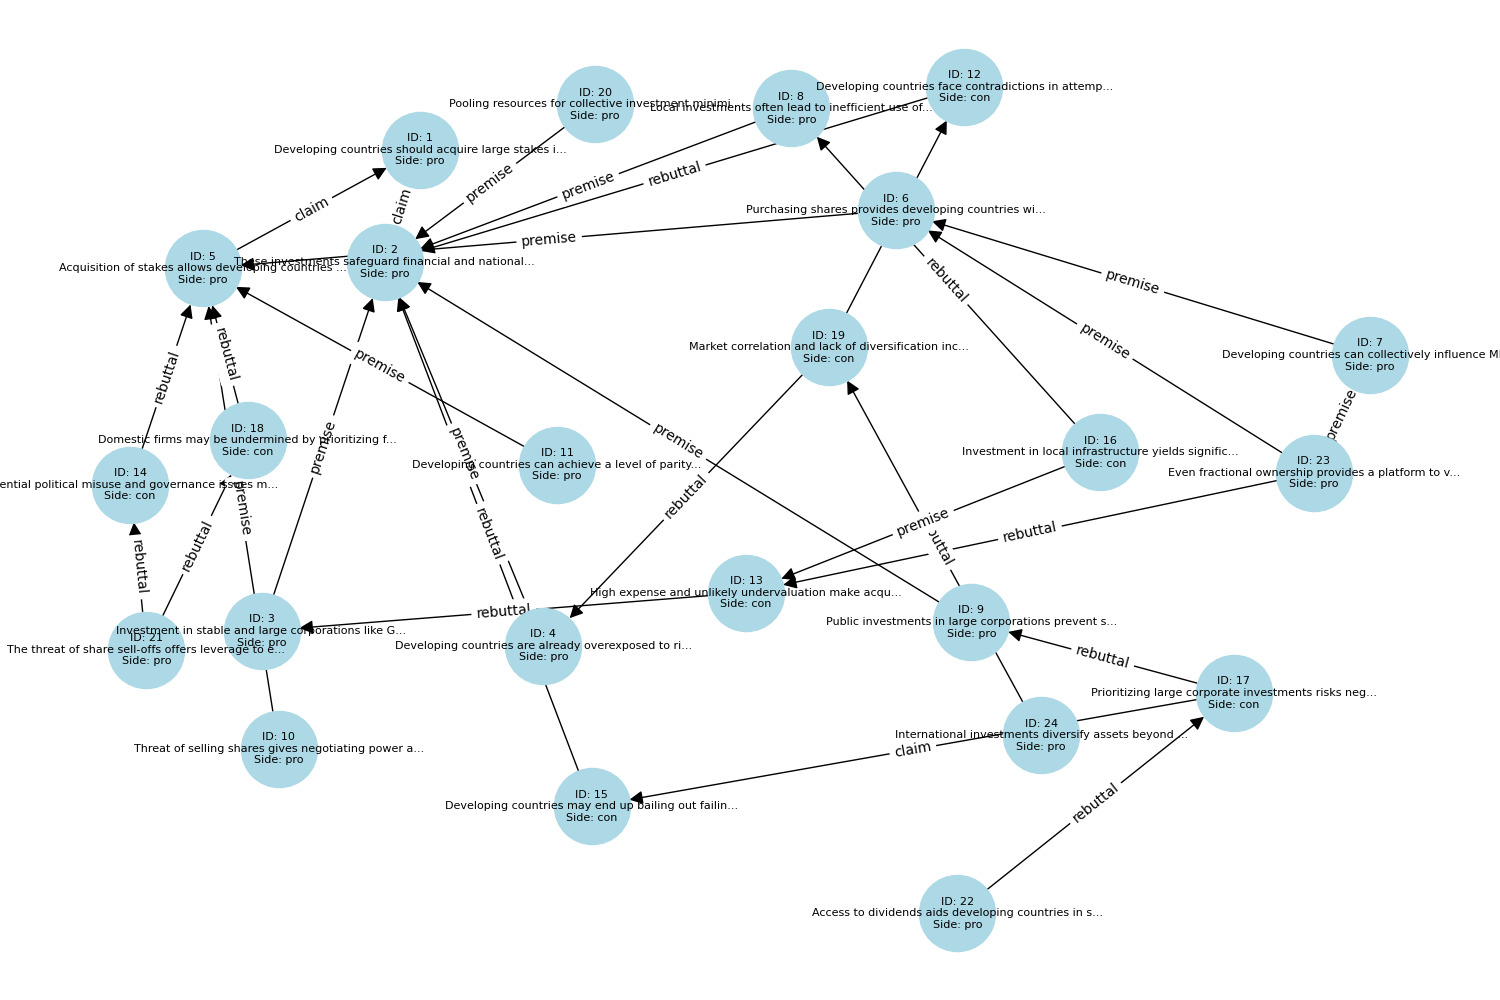 ID: 12
Developing countries face contradictions in attemp...
Side: con
ID: 20
Pooling resources for collective investment minimi...
Side: pro
ID: 8
Local investments often lead to inefficient use of...
Side: pro
ID: 1
Developing countries should acquire large stakes i...
Side: pro
premise
premise
rebuttal
claim
claim
ID: 6
Purchasing shares provides developing countries wi...
Side: pro
premise
ID: 5
Acquisition of stakes allows developing countries ...
Side: pro
ID: 2
These investments safeguard financial and national...
Side: pro
rebuttal
premise
ID: 19
Market correlation and lack of diversification inc...
Side: con
premise
ID: 7
Developing countries can collectively influence
Side: pro
rebuttal
rebuttal
premise
premise
ID: 18
Domestic firms may be undermined by prioritizing f...
Side: con
premise
premise
premise
ID: 16
Investment in local infrastructure yields signific...
Side: con
ID: 11
Developing countries can achieve a level of parity...
Side: pro
ID: 23
Even fractional ownership provides a platform to v...
Side: pro
ID: 14
political misuse and governance issues m...
Side: con
premise
rebuttal
rebuttal
premise
rebuttal
rebuttal
rebuttal
rebuttal
ID: 13
High expense and unlikely undervaluation make acqu...
Side: con
rebuttal
ID: 3
Investment in stable and large corporations like G...
Side: pro
ID: 9
Public investments in large corporations prevent s...
Side: pro
ID: 21
The threat of share sell-offs offers leverage to e...
Side: pro
ID: 4
Developing countries are already overexposed to ri...
Side: pro
rebuttal
ID: 17
Prioritizing large corporate investments risks neg...
Side: con
ID: 24
International investments diversify assets beyond ...
Side: pro
ID: 10
Threat of selling shares gives negotiating power a...
Side: pro
claim
ID: 15
Developing countries may end up bailing out failin...
Side: con
rebuttal
ID: 22
Access to dividends aids developing countries in s...
Side: pro